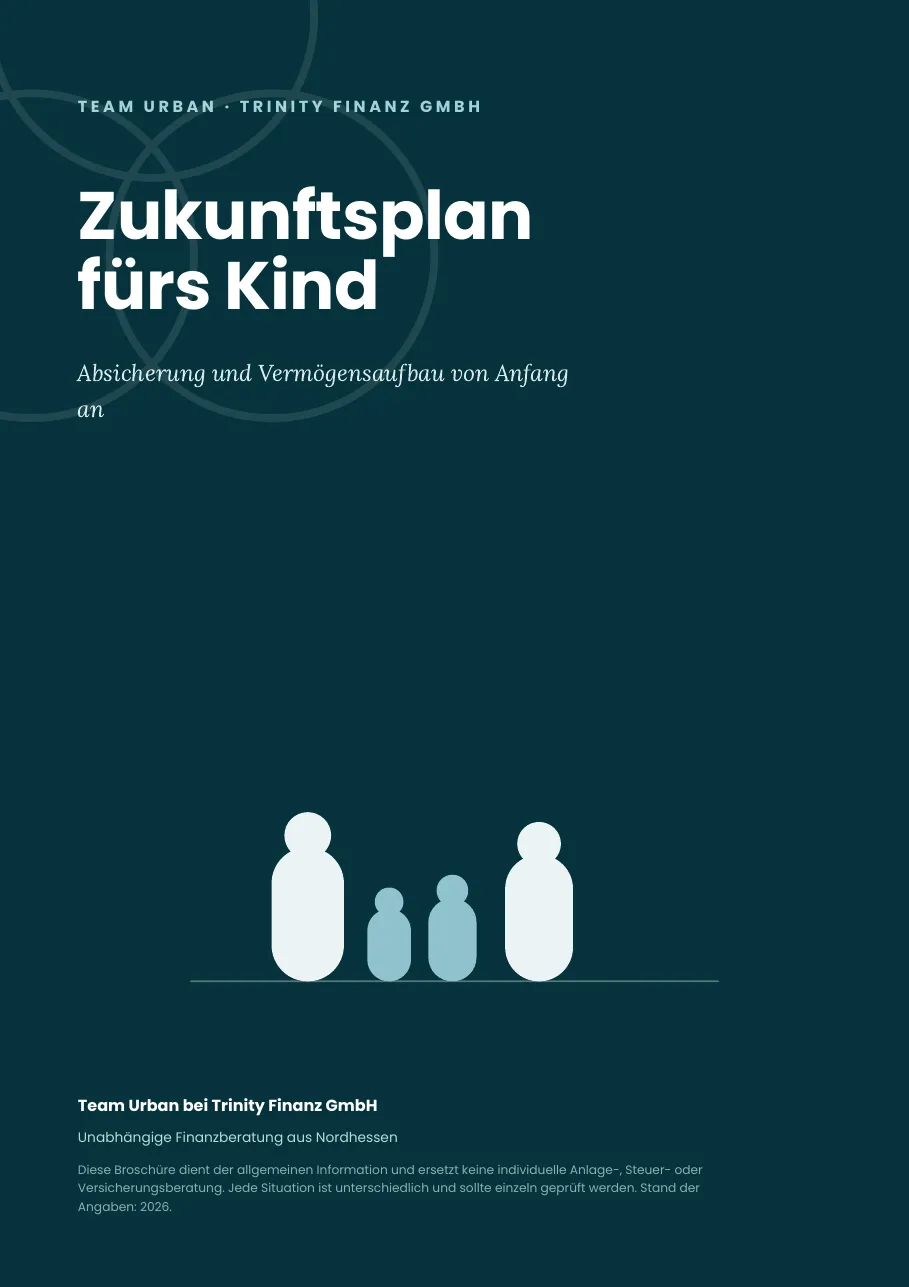 TEAM URBAN · TRINITY FINANZ GMBH
Zukunftsplan
fürs Kind
Absicherung und Vermögensaufbau von Anfang
an
Team Urban bei Trinity Finanz GmbH
Unabhängige Finanzberatung aus Nordhessen
Diese Broschüre dient der allgemeinen Information und ersetzt keine individuelle Anlage-, Steuer- oder
Versicherungsberatung. Jede Situation ist unterschiedlich und sollte einzeln geprüft werden. Stand der
Angaben: 2026.